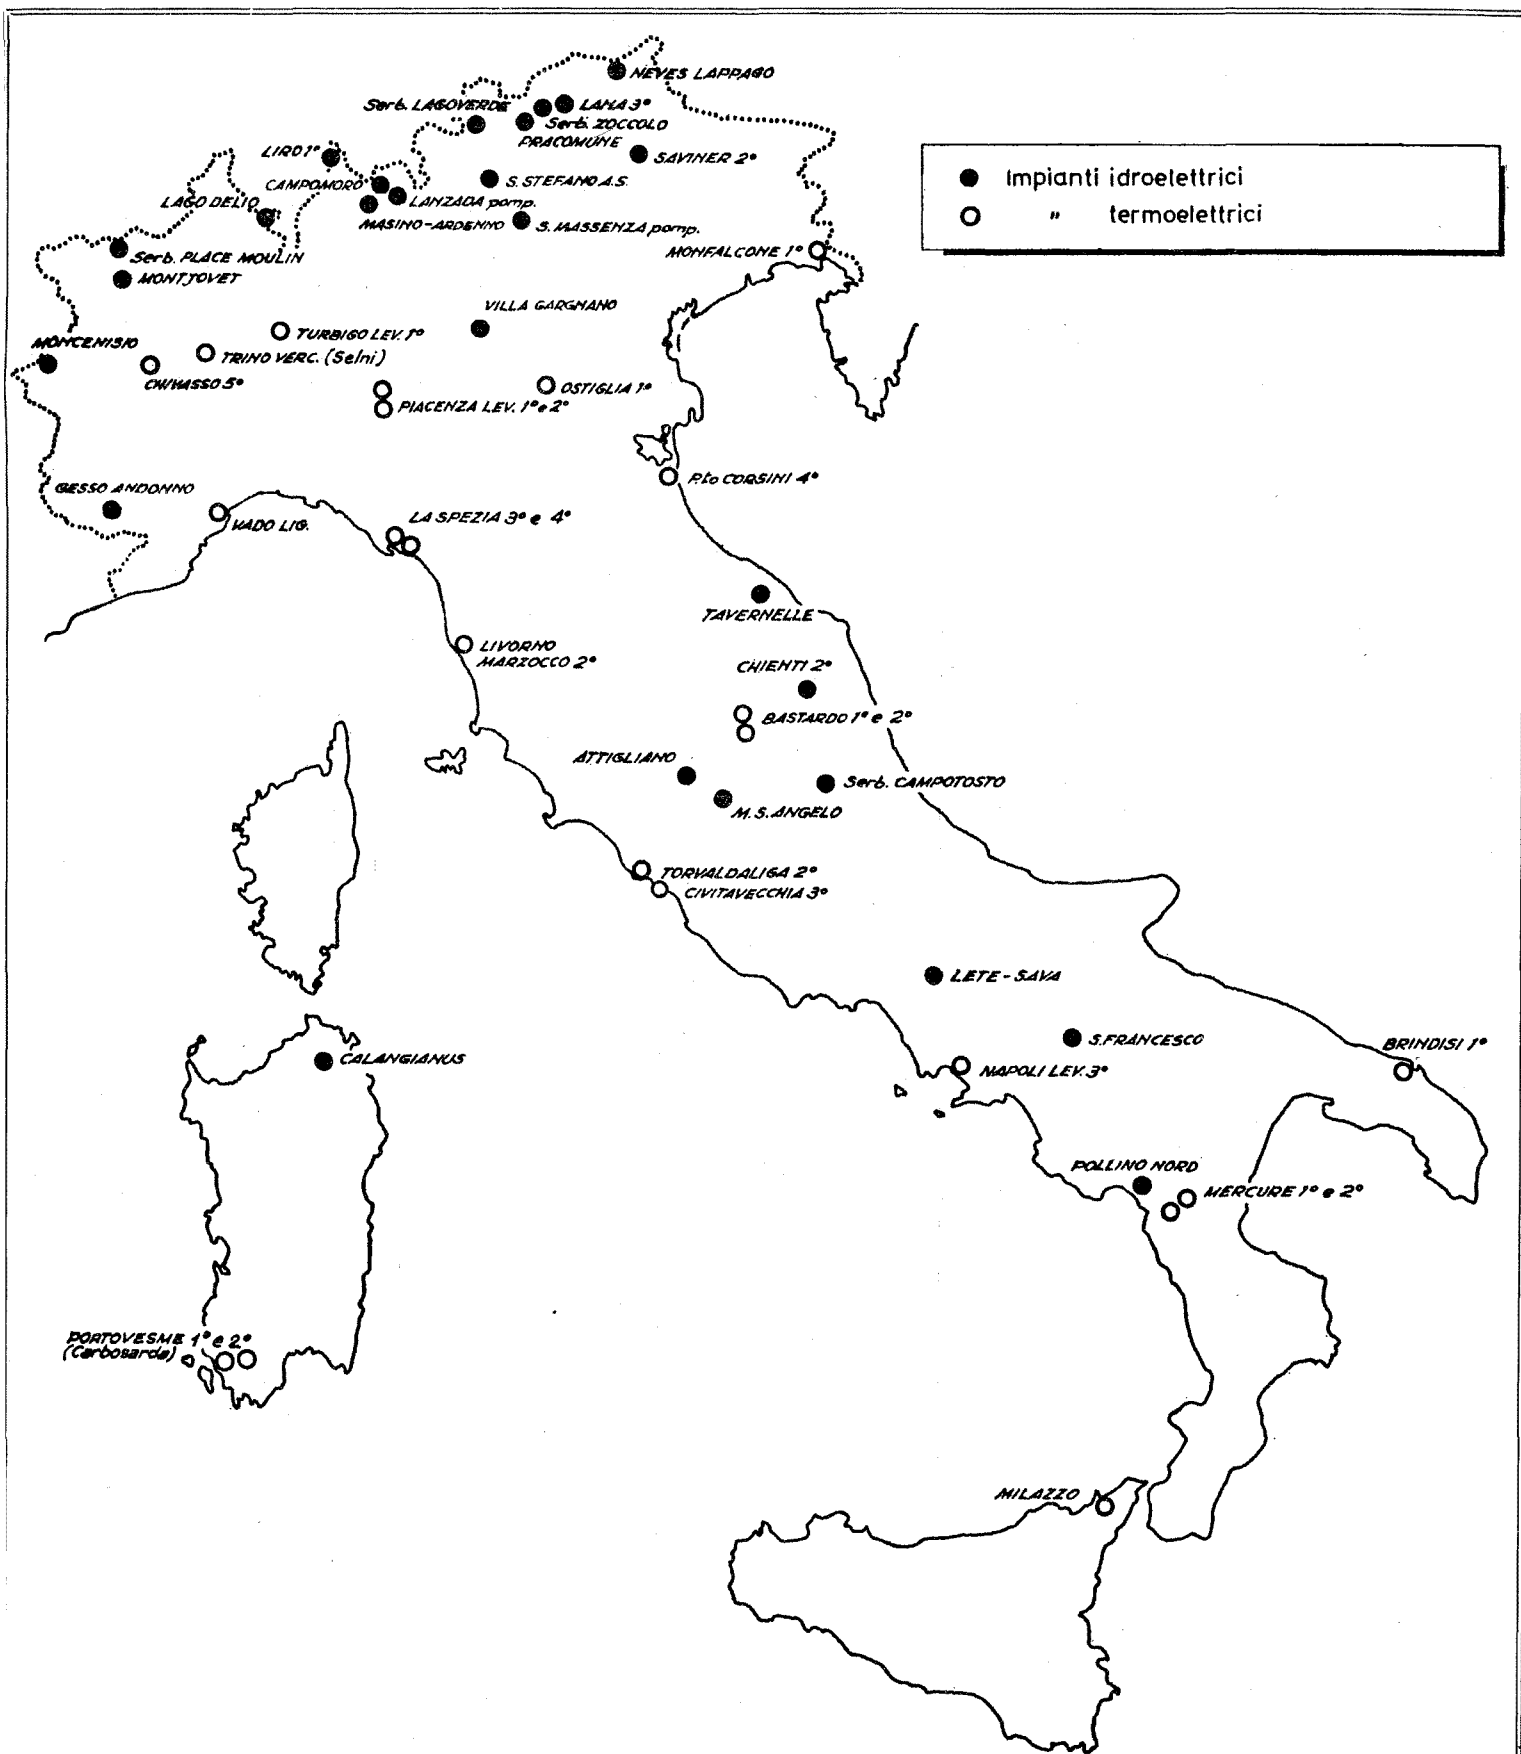 NEVES LAPPAGO
Serb. LAGOVERDE
LANA 3°
Serb. ZOCCOLO
PRACOMUNE
LIRO 1°
SAVINER 2°
CAMPOMORO
S. STEFANO A.S.
LAGO DELIO
LANZADA pomp.
MASINO-ARDENNO
S. MASSENZA pomp.
Impianti idroelettrici
" termoelettrici
MONFALCONE 1°
Serb. PLACE MOULIN
MONTJOVET
VILLA GARGNANO
TURBIGO LEV. 1°
MONCENISIO
TRINO VERC. (Selni)
CHIVASSO 5°
OSTIGLIA 1°
PIACENZA LEV. 1° e 2°
P.to CORSINI 4°
GESSO ANDONNO
VADO LIG.
LA SPEZIA 3° e 4°
TAVERNELLE
LIVORNO
MARZOCCO 2°
CHIENTI 2°
BASTARDO 1° e 2°
ATTIGLIANO
Serb. CAMPOTOSTO
M. S. ANGELO
TORVALDALIGA 2°
CIVITAVECCHIA 3°
LETE - SAVA
S. FRANCESCO
BRINDISI 1°
CALANGIANUS
NAPOLI LEV. 3°
POLLINO NORD
MERCURE 1° e 2°
PORTOVESME 1° e 2°
(Carbosarda)
MILAZZO